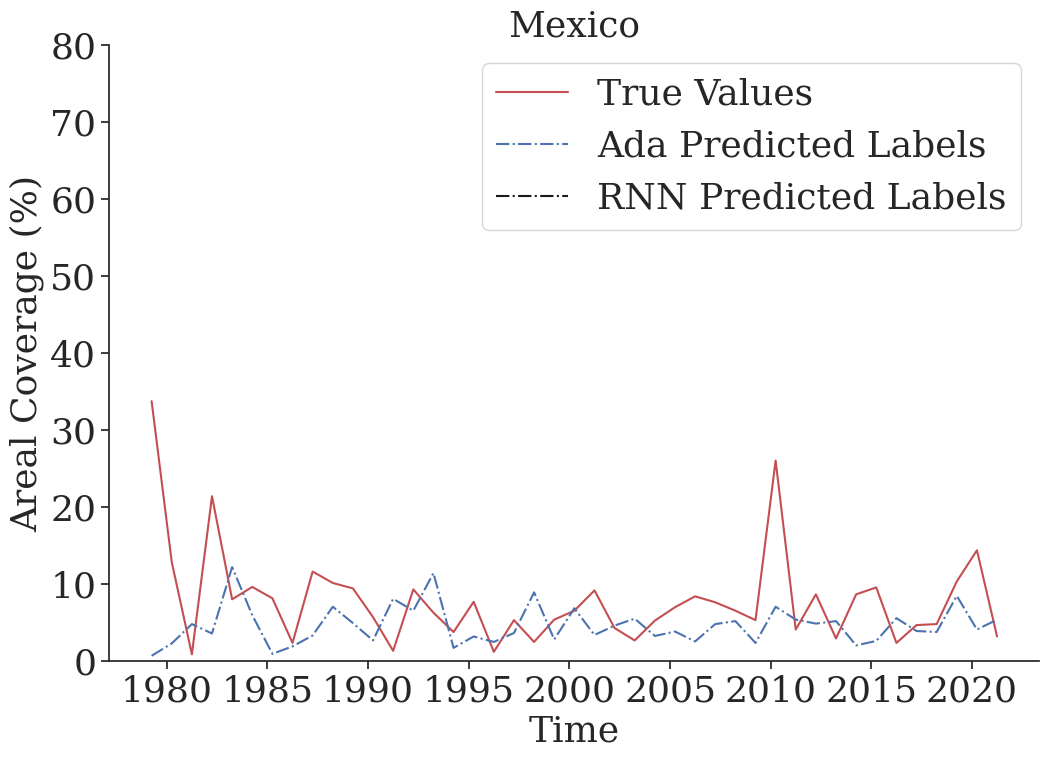 Mexico
True Values
Ada Predicted Labels
RNN Predicted Labels
Areal Coverage (%)
80
70
60
50
40
30
20
10
0
1980 1985 1990 1995 2000 2005 2010 2015 2020
Time